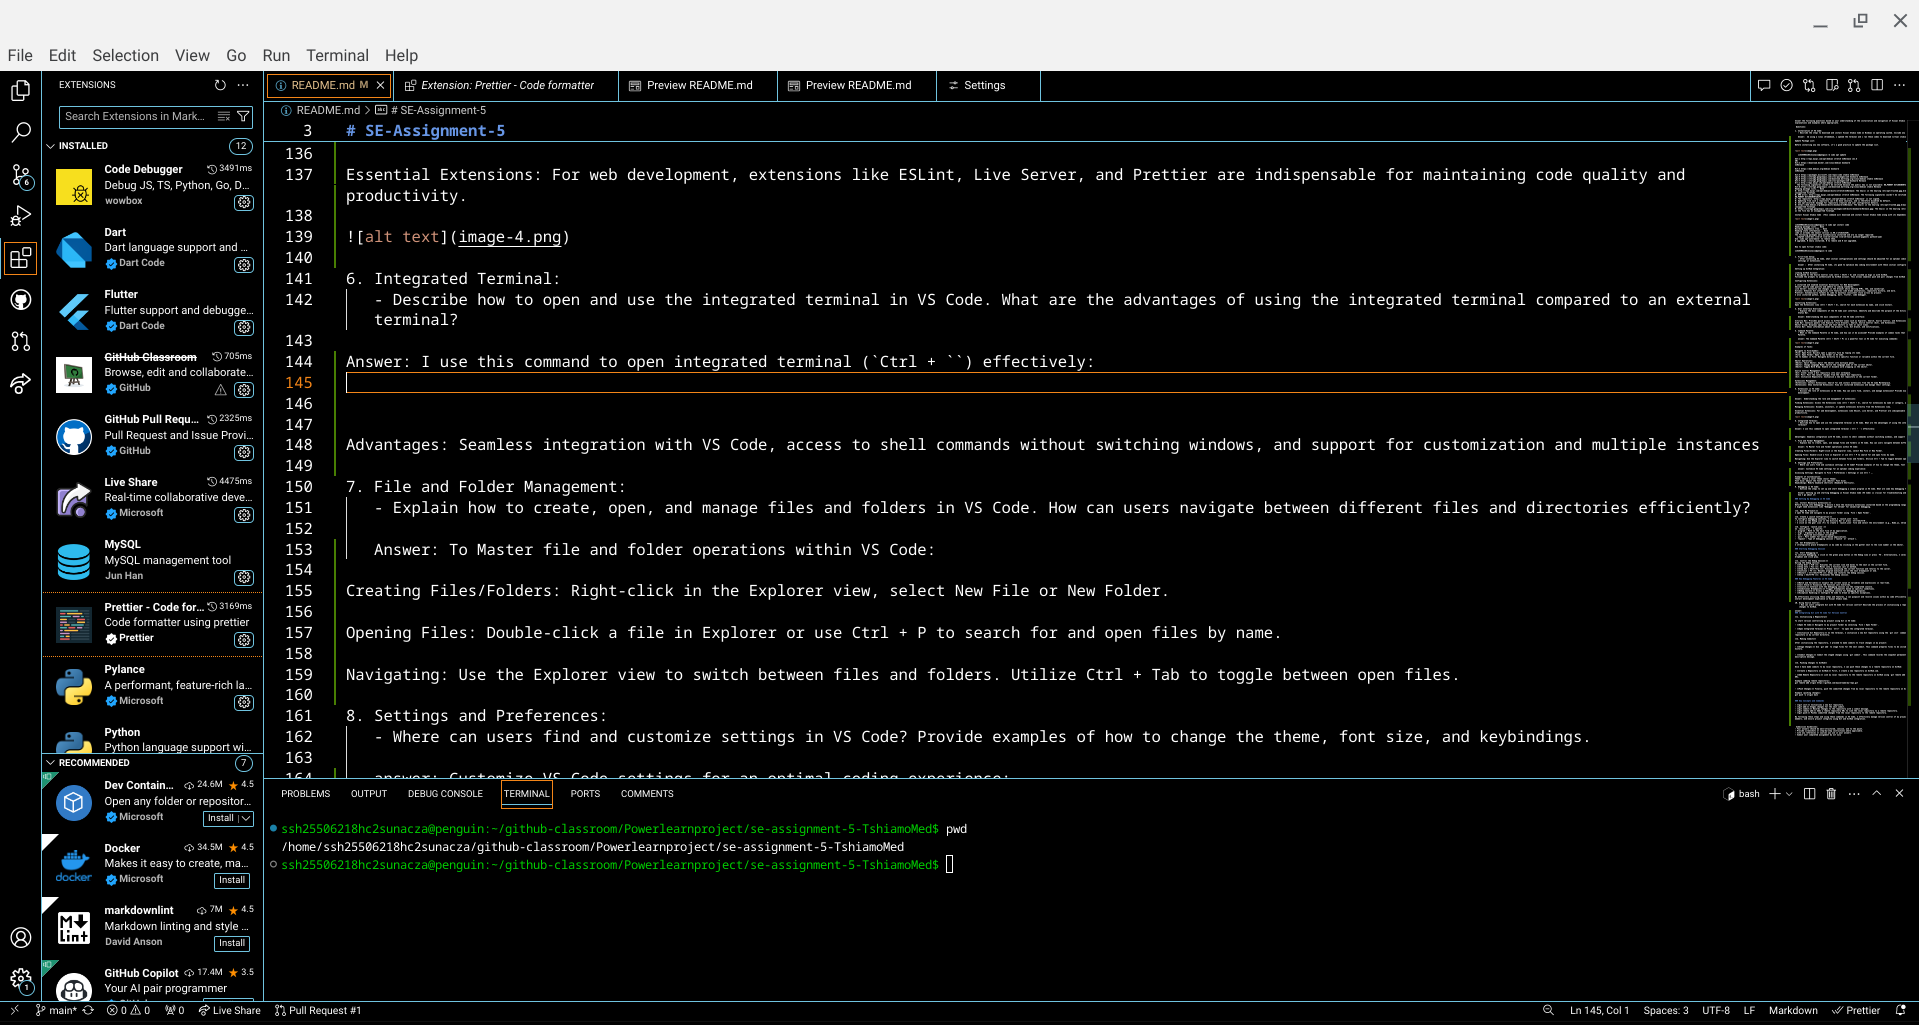 File Edit Selection View Go Run Terminal Help
EXTENSIONS
README.md M
Extension: Prettier - Code formatter
Preview README.md
Preview README.md
Settings
Search Extensions in Mark...
README.md > # SE-Assignment-5
INSTALLED 12
Code Debugger 3491ms
Debug JS, TS, Python, Go, D...
wowbox
Dart
Dart language support and ...
Dart Code
Flutter
Flutter support and debugge...
Dart Code
GitHub Classroom 705ms
Browse, edit and collaborate...
GitHub
GitHub Pull Requ... 2325ms
Pull Request and Issue Provi...
GitHub
Live Share 4475ms
Real-time collaborative deve...
Microsoft
MySQL
MySQL management tool
Jun Han
Prettier - Code for... 3169ms
Code formatter using prettier
Prettier
Pylance
A performant, feature-rich la...
Microsoft
Python
Python language support wi...
RECOMMENDED 7
Dev Contain... 24.6M 4.5
Open any folder or repositor...
Microsoft Install
Docker 34.5M 4.5
Makes it easy to create, ma...
Microsoft Install
markdownlint 7M 4.5
Markdown linting and style ...
David Anson Install
GitHub Copilot 17.4M 3.5
Your AI pair programmer
3 # SE-Assignment-5
136
137 Essential Extensions: For web development, extensions like ESLint, Live Server, and Prettier are indispensable for maintaining code quality and
productivity.
138
139 ![alt text](image-4.png)
140
141 6. Integrated Terminal:
142 - Describe how to open and use the integrated terminal in VS Code. What are the advantages of using the integrated terminal compared to an external
terminal?
143
144 Answer: I use this command to open integrated terminal (`Ctrl + ``) effectively:
145
146
147
148 Advantages: Seamless integration with VS Code, access to shell commands without switching windows, and support for customization and multiple instances
149
150 7. File and Folder Management:
151 - Explain how to create, open, and manage files and folders in VS Code. How can users navigate between different files and directories efficiently?
152
153 Answer: To Master file and folder operations within VS Code:
154
155 Creating Files/Folders: Right-click in the Explorer view, select New File or New Folder.
156
157 Opening Files: Double-click a file in Explorer or use Ctrl + P to search for and open files by name.
158
159 Navigating: Use the Explorer view to switch between files and folders. Utilize Ctrl + Tab to toggle between open files.
160
161 8. Settings and Preferences:
162 - Where can users find and customize settings in VS Code? Provide examples of how to change the theme, font size, and keybindings.
163
164 answer: Customize VS Code settings for an optimal coding experience:
PROBLEMS OUTPUT DEBUG CONSOLE TERMINAL PORTS COMMENTS
bash
ssh25506218hc2sunacza@penguin:~/github-classroom/Powerlearnproject/se-assignment-5-TshiamoMed$ pwd
/home/ssh25506218hc2sunacza/github-classroom/Powerlearnproject/se-assignment-5-TshiamoMed
ssh25506218hc2sunacza@penguin:~/github-classroom/Powerlearnproject/se-assignment-5-TshiamoMed$
main* 0 0 0 Live Share Pull Request #1
Ln 145, Col 1 Spaces: 3 UTF-8 LF Markdown Prettier